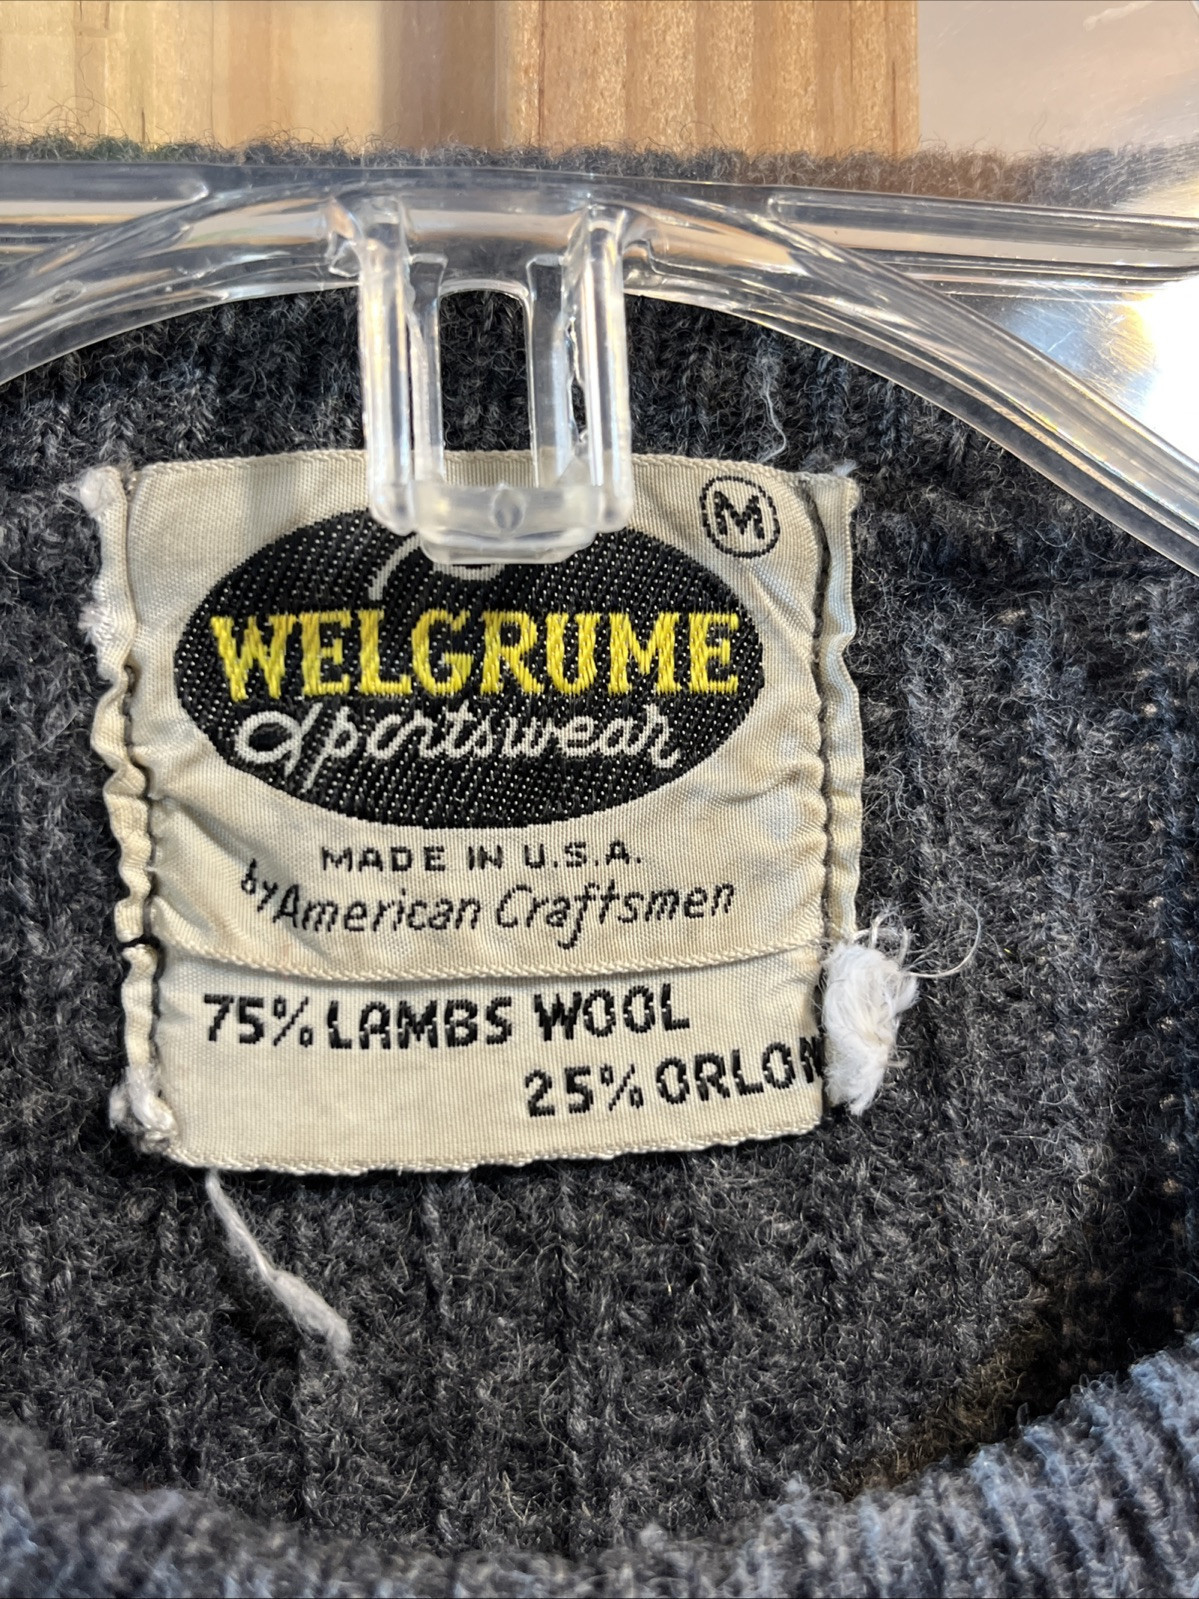 M
WELGRUME
Sportswear
MADE IN U.S.A.
by American Craftsmen
75% LAMBS WOOL
25% ORLON